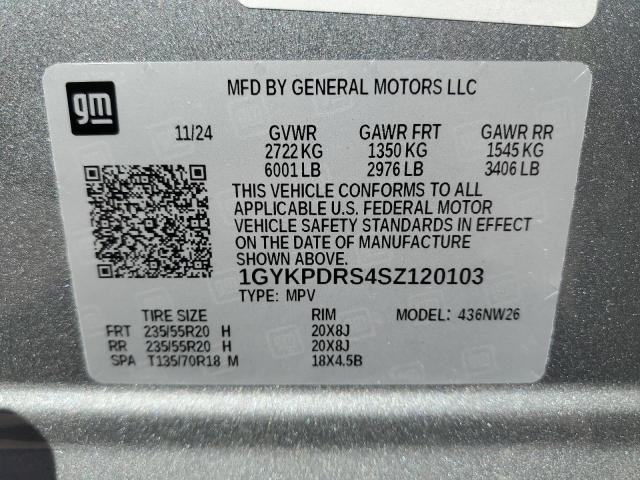 gm
MFD BY GENERAL MOTORS LLC
11/24 GVWR GAWR FRT GAWR RR
2722 KG 1350 KG 1545 KG
6001 LB 2976 LB 3406 LB
THIS VEHICLE CONFORMS TO ALL
APPLICABLE U.S. FEDERAL MOTOR
VEHICLE SAFETY STANDARDS IN EFFECT
ON THE DATE OF MANUFACTURE
SHOWN ABOVE.
1GYKPDRS4SZ120103
TYPE: MPV
TIRE SIZE RIM MODEL: 436NW26
FRT 235/55R20 H 20X8J
RR 235/55R20 H 20X8J
SPA T135/70R18 M 18X4.5B